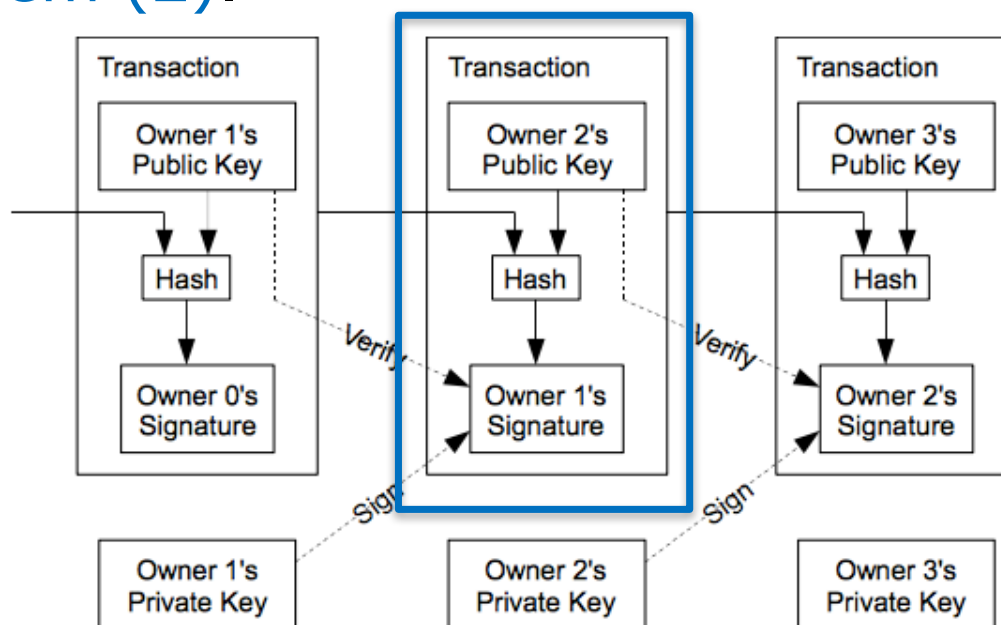 Transaction
Transaction
Transaction
Owner 1's
Public Key
Owner 2's
Public Key
Owner 3's
Public Key
Hash
Hash
Hash
Verify
Verify
Owner 0's
Signature
Owner 1's
Signature
Owner 2's
Signature
Sign
Sign
Owner 1's
Private Key
Owner 2's
Private Key
Owner 3's
Private Key